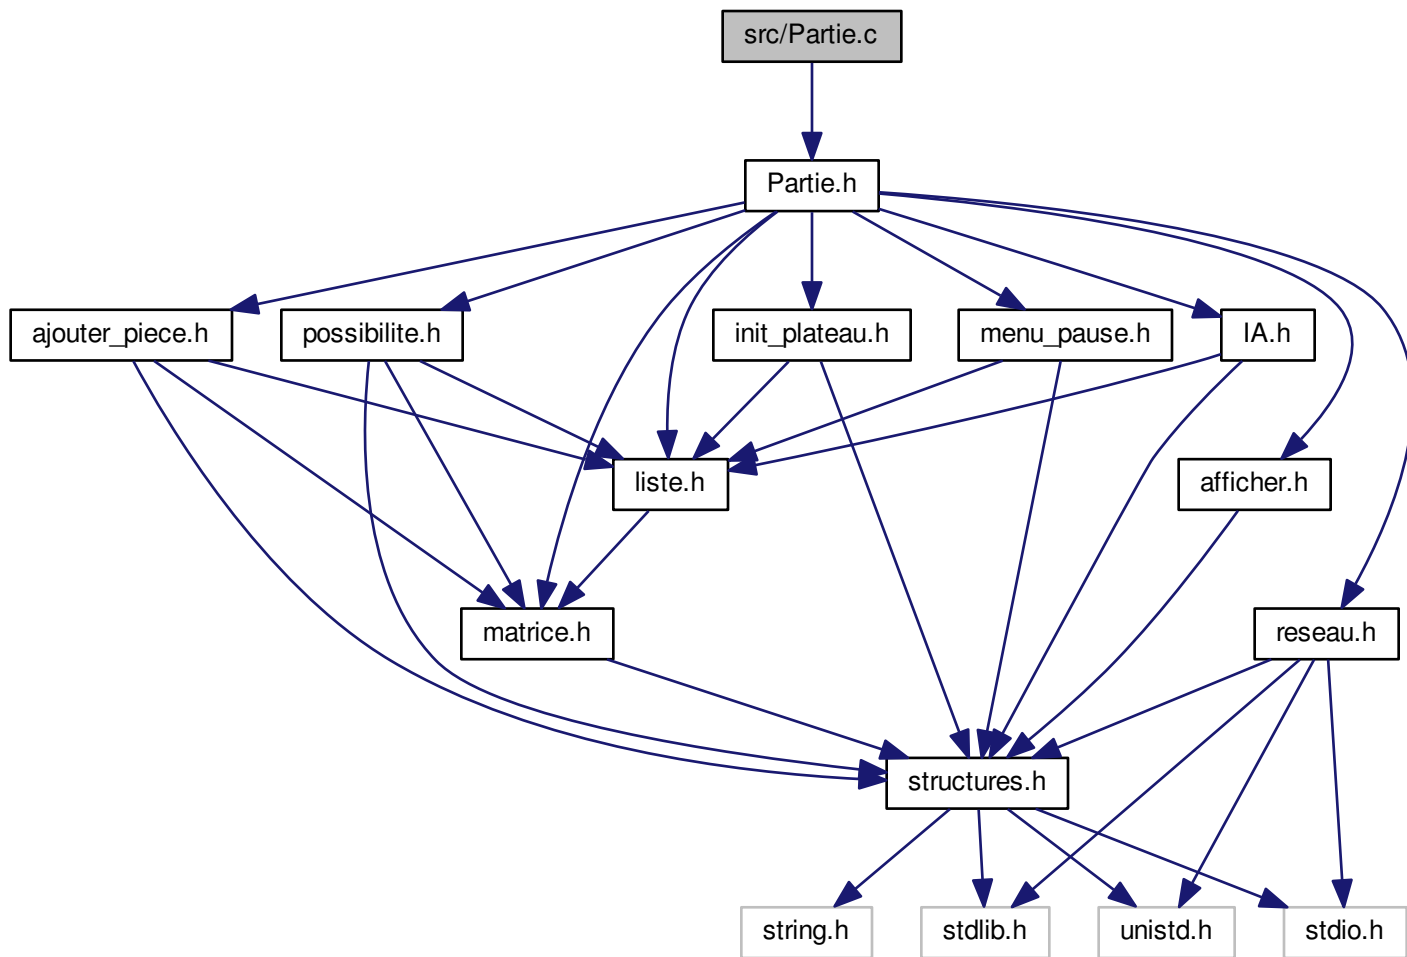 src/Partie.c
Partie.h
ajouter_piece.h
possibilite.h
init_plateau.h
menu_pause.h
IA.h
liste.h
afficher.h
matrice.h
reseau.h
structures.h
string.h
stdlib.h
unistd.h
stdio.h